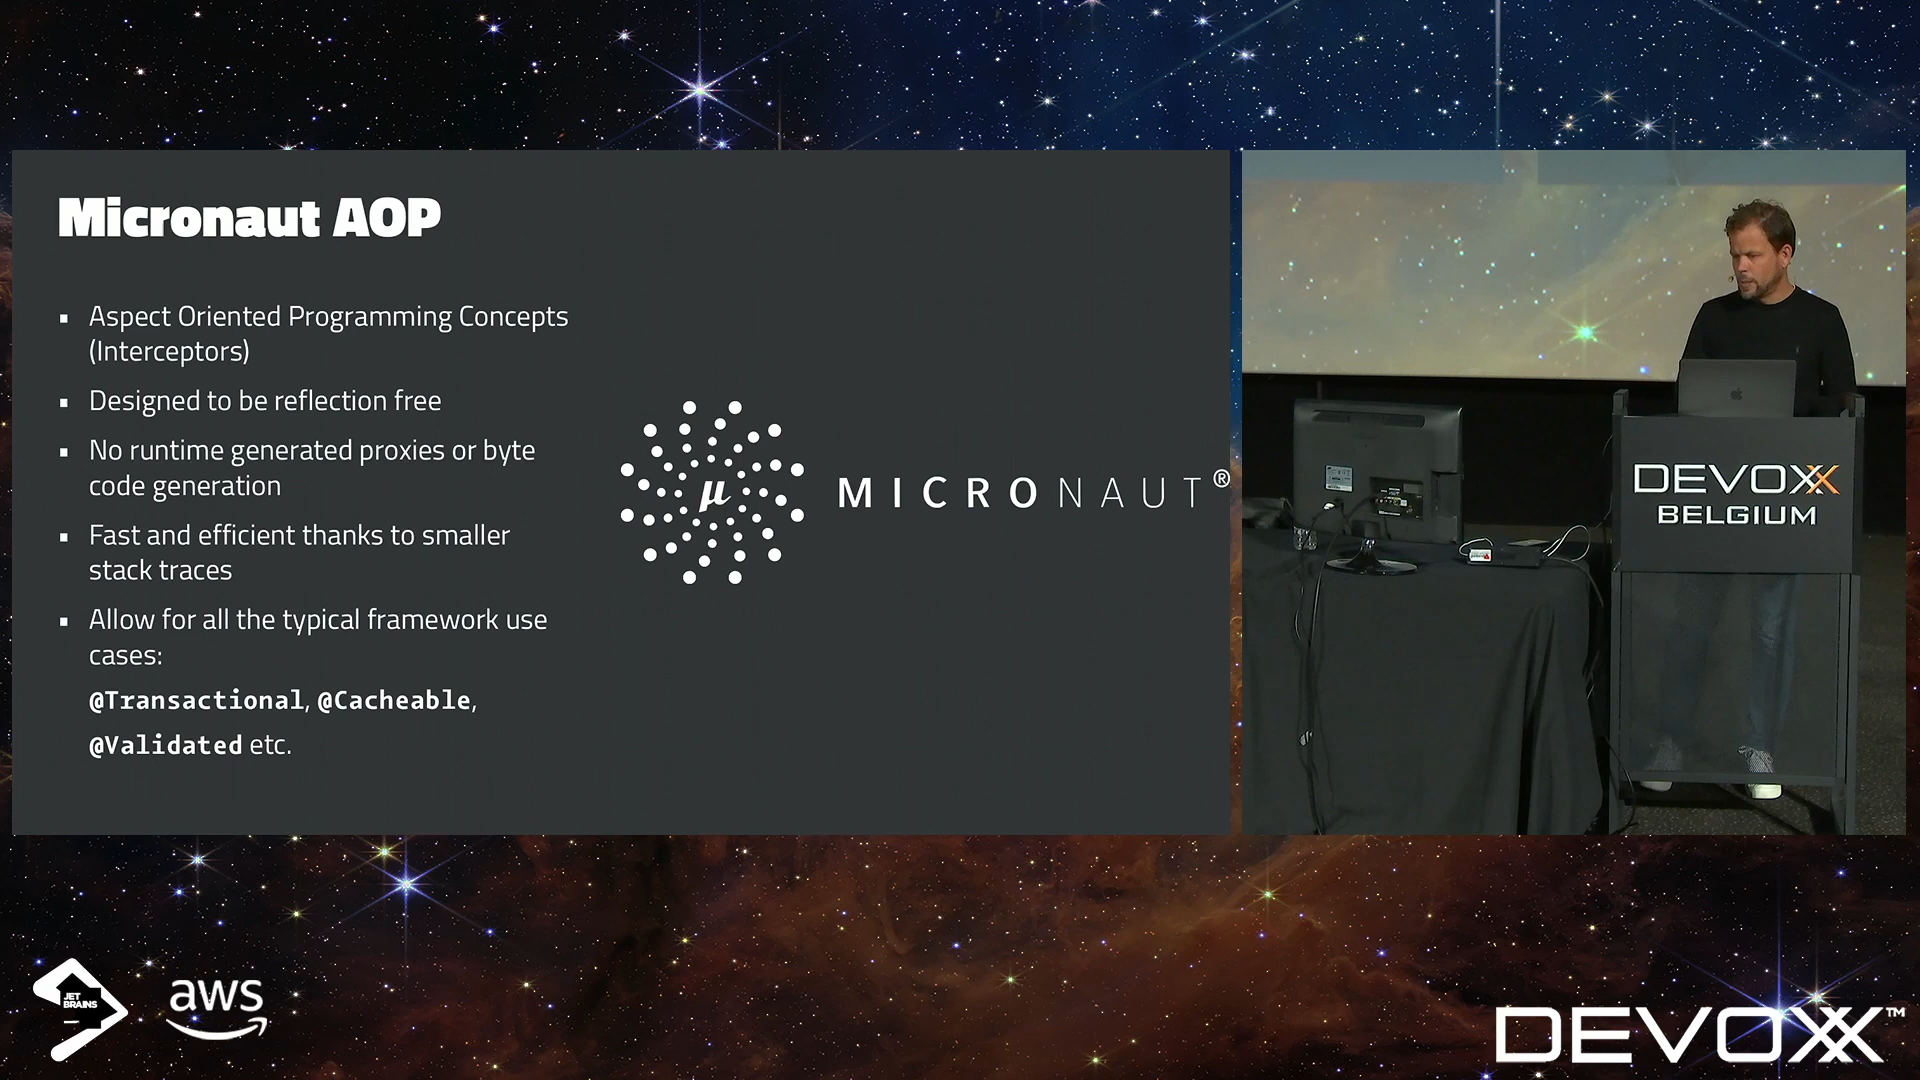 Micronaut AOP
▪ Aspect Oriented Programming Concepts
(Interceptors)
▪ Designed to be reflection free
▪ No runtime generated proxies or byte
code generation
▪ Fast and efficient thanks to smaller
stack traces
▪ Allow for all the typical framework use
cases:
@Transactional, @Cacheable,
@Validated etc.
µ
MICRONAUT®
DEVOXX
BELGIUM
JET
BRAINS
aws
DEVOXX™